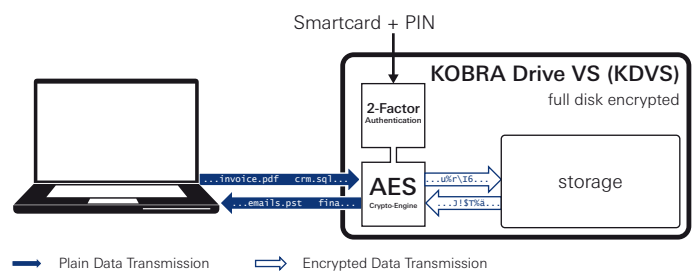 Smartcard + PIN
KOBRA Drive VS (KDVS)
full disk encrypted
2-Factor
Authentication
...invoice.pdf crm.sql...
AES
Crypto-Engine
...u%r\I6...
storage
...emails.pst fina...
...J!$T%ä...
Plain Data Transmission
Encrypted Data Transmission